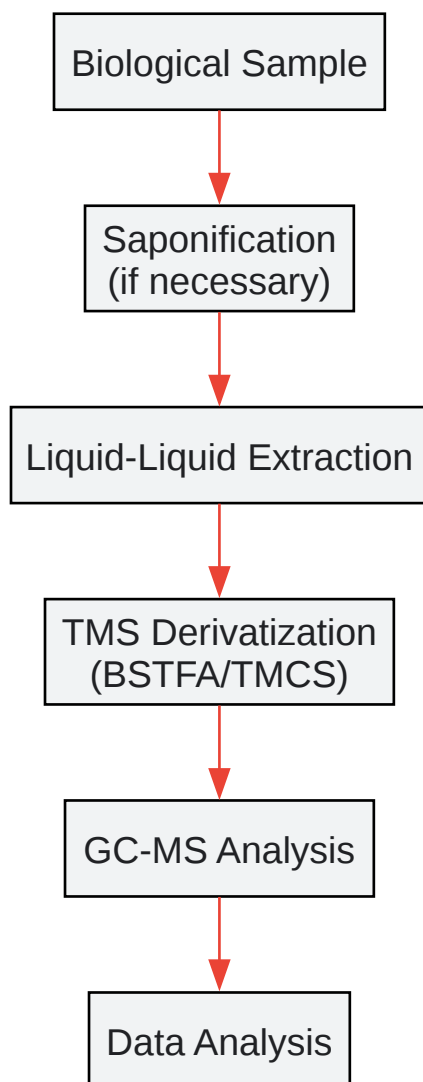 Biological Sample
Saponification
(if necessary)
Liquid-Liquid Extraction
TMS Derivatization
(BSTFA/TMCS)
GC-MS Analysis
Data Analysis